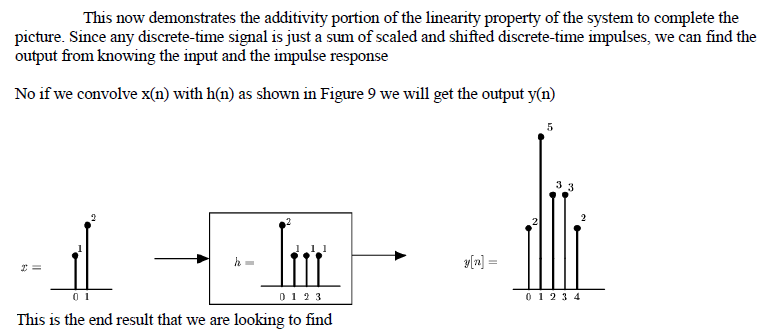 This now demonstrates the additivity portion of the linearity property of the system to complete the
picture. Since any discrete-time signal is just a sum of scaled and shifted discrete-time impulses, we can find the
output from knowing the input and the impulse response
No if we convolve x(n) with h(n) as shown in Figure 9 we will get the output y(n)
5
3 3
2 2 2 2
1 1 1 1
x = h = y[n] =
0 1 0 1 2 3 0 1 2 3 4
This is the end result that we are looking to find